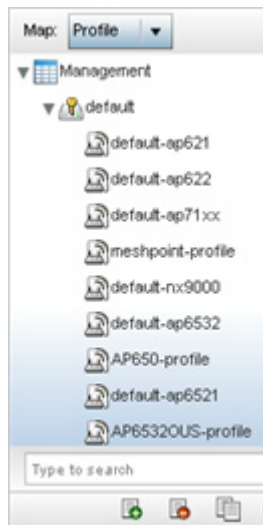 Map: Profile
Management
default
default-ap621
default-ap622
default-ap71xx
meshpoint-profile
default-nx9000
default-ap6532
AP650-profile
default-ap6521
AP6532OUS-profile
Type to search